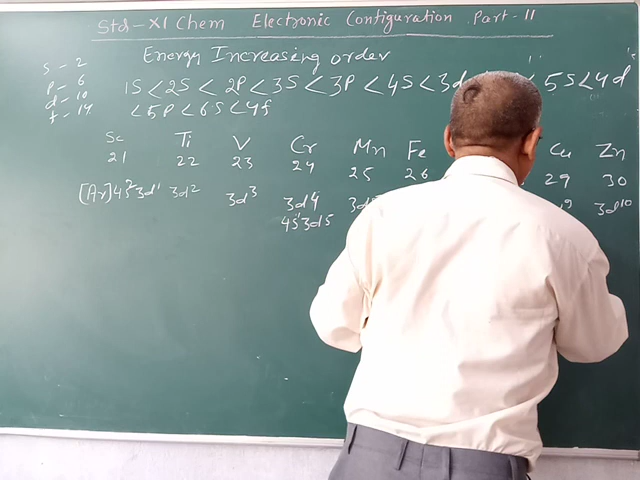 Std-XI Chem Electronic Configuration Part-II
Energy Increasing order
s - 2
p - 6
d - 10
f - 14
1S < 2S < 2P < 3S < 3P < 4S < 3d < 5S < 4d
< 5P < 6S < 4f
Sc Ti V Cr Mn Fe Cu Zn
21 22 23 24 25 26 29 30
[Ar]4s²3d¹ 3d² 3d³ 3d4 3d¹⁰
4s¹3d5